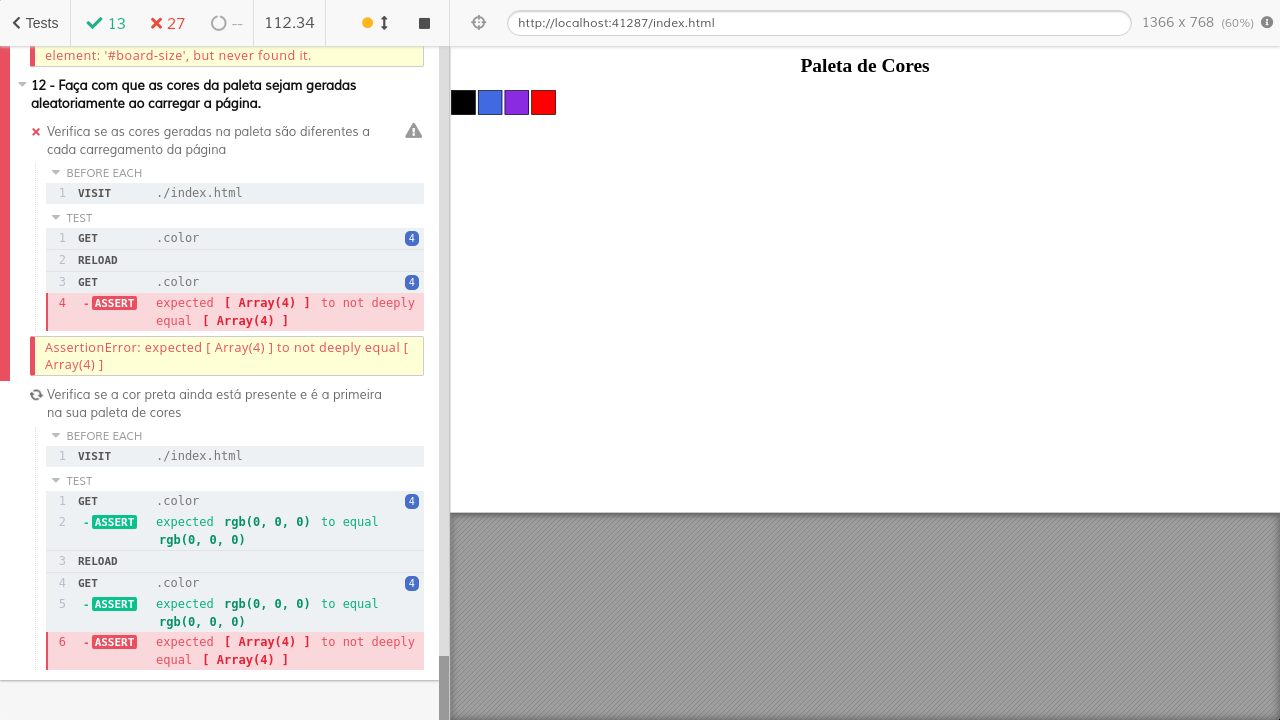 Tests 13 27 -- 112.34
http://localhost:41287/index.html
1366 x 768 (60%)
element: '#board-size', but never found it.
12 - Faça com que as cores da paleta sejam geradas
aleatoriamente ao carregar a página.
Verifica se as cores geradas na paleta são diferentes a
cada carregamento da página
BEFORE EACH
1 VISIT ./index.html
TEST
1 GET .color 4
2 RELOAD
3 GET .color 4
4 -ASSERT expected [ Array(4) ] to not deeply
equal [ Array(4) ]
AssertionError: expected [ Array(4) ] to not deeply equal [
Array(4) ]
Verifica se a cor preta ainda está presente e é a primeira
na sua paleta de cores
BEFORE EACH
1 VISIT ./index.html
TEST
1 GET .color 4
2 -ASSERT expected rgb(0, 0, 0) to equal
rgb(0, 0, 0)
3 RELOAD
4 GET .color 4
5 -ASSERT expected rgb(0, 0, 0) to equal
rgb(0, 0, 0)
6 -ASSERT expected [ Array(4) ] to not deeply
equal [ Array(4) ]
Paleta de Cores